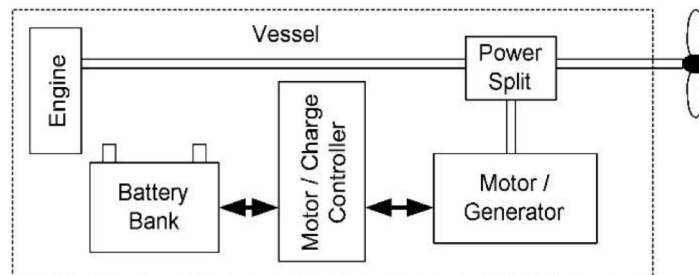 Vessel
Engine
Power
Split
Motor / Charge
Controller
Battery
Bank
Motor /
Generator